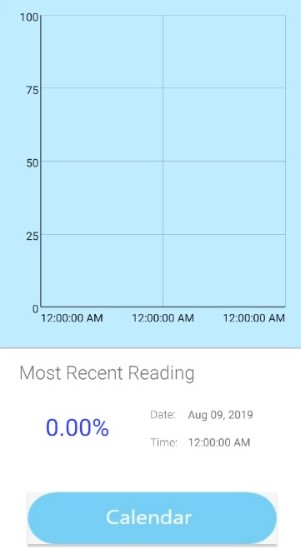 100
75
50
25
0
12:00:00 AM 12:00:00 AM 12:00:00 AM
Most Recent Reading
0.00%
Date: Aug 09, 2019
Time: 12:00:00 AM
Calendar